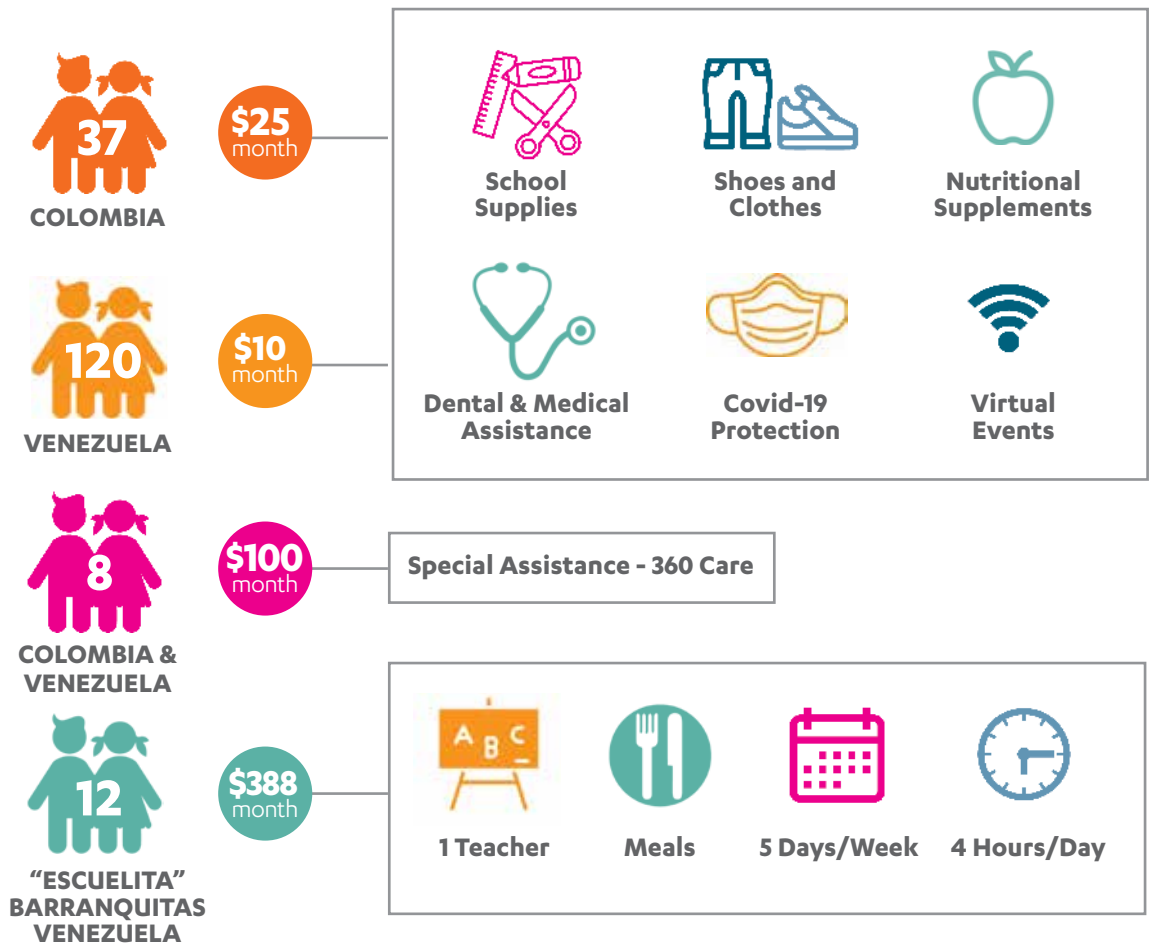 37
$25
month
COLOMBIA
School
Supplies
Shoes and
Clothes
Nutritional
Supplements
120
$10
month
VENEZUELA
Dental & Medical
Assistance
Covid-19
Protection
Virtual
Events
8
$100
month
COLOMBIA &
VENEZUELA
Special Assistance - 360 Care
12
$388
month
"ESCUELITA"
BARRANQUITAS
VENEZUELA
A B C
1 Teacher
Meals
5 Days/Week
4 Hours/Day